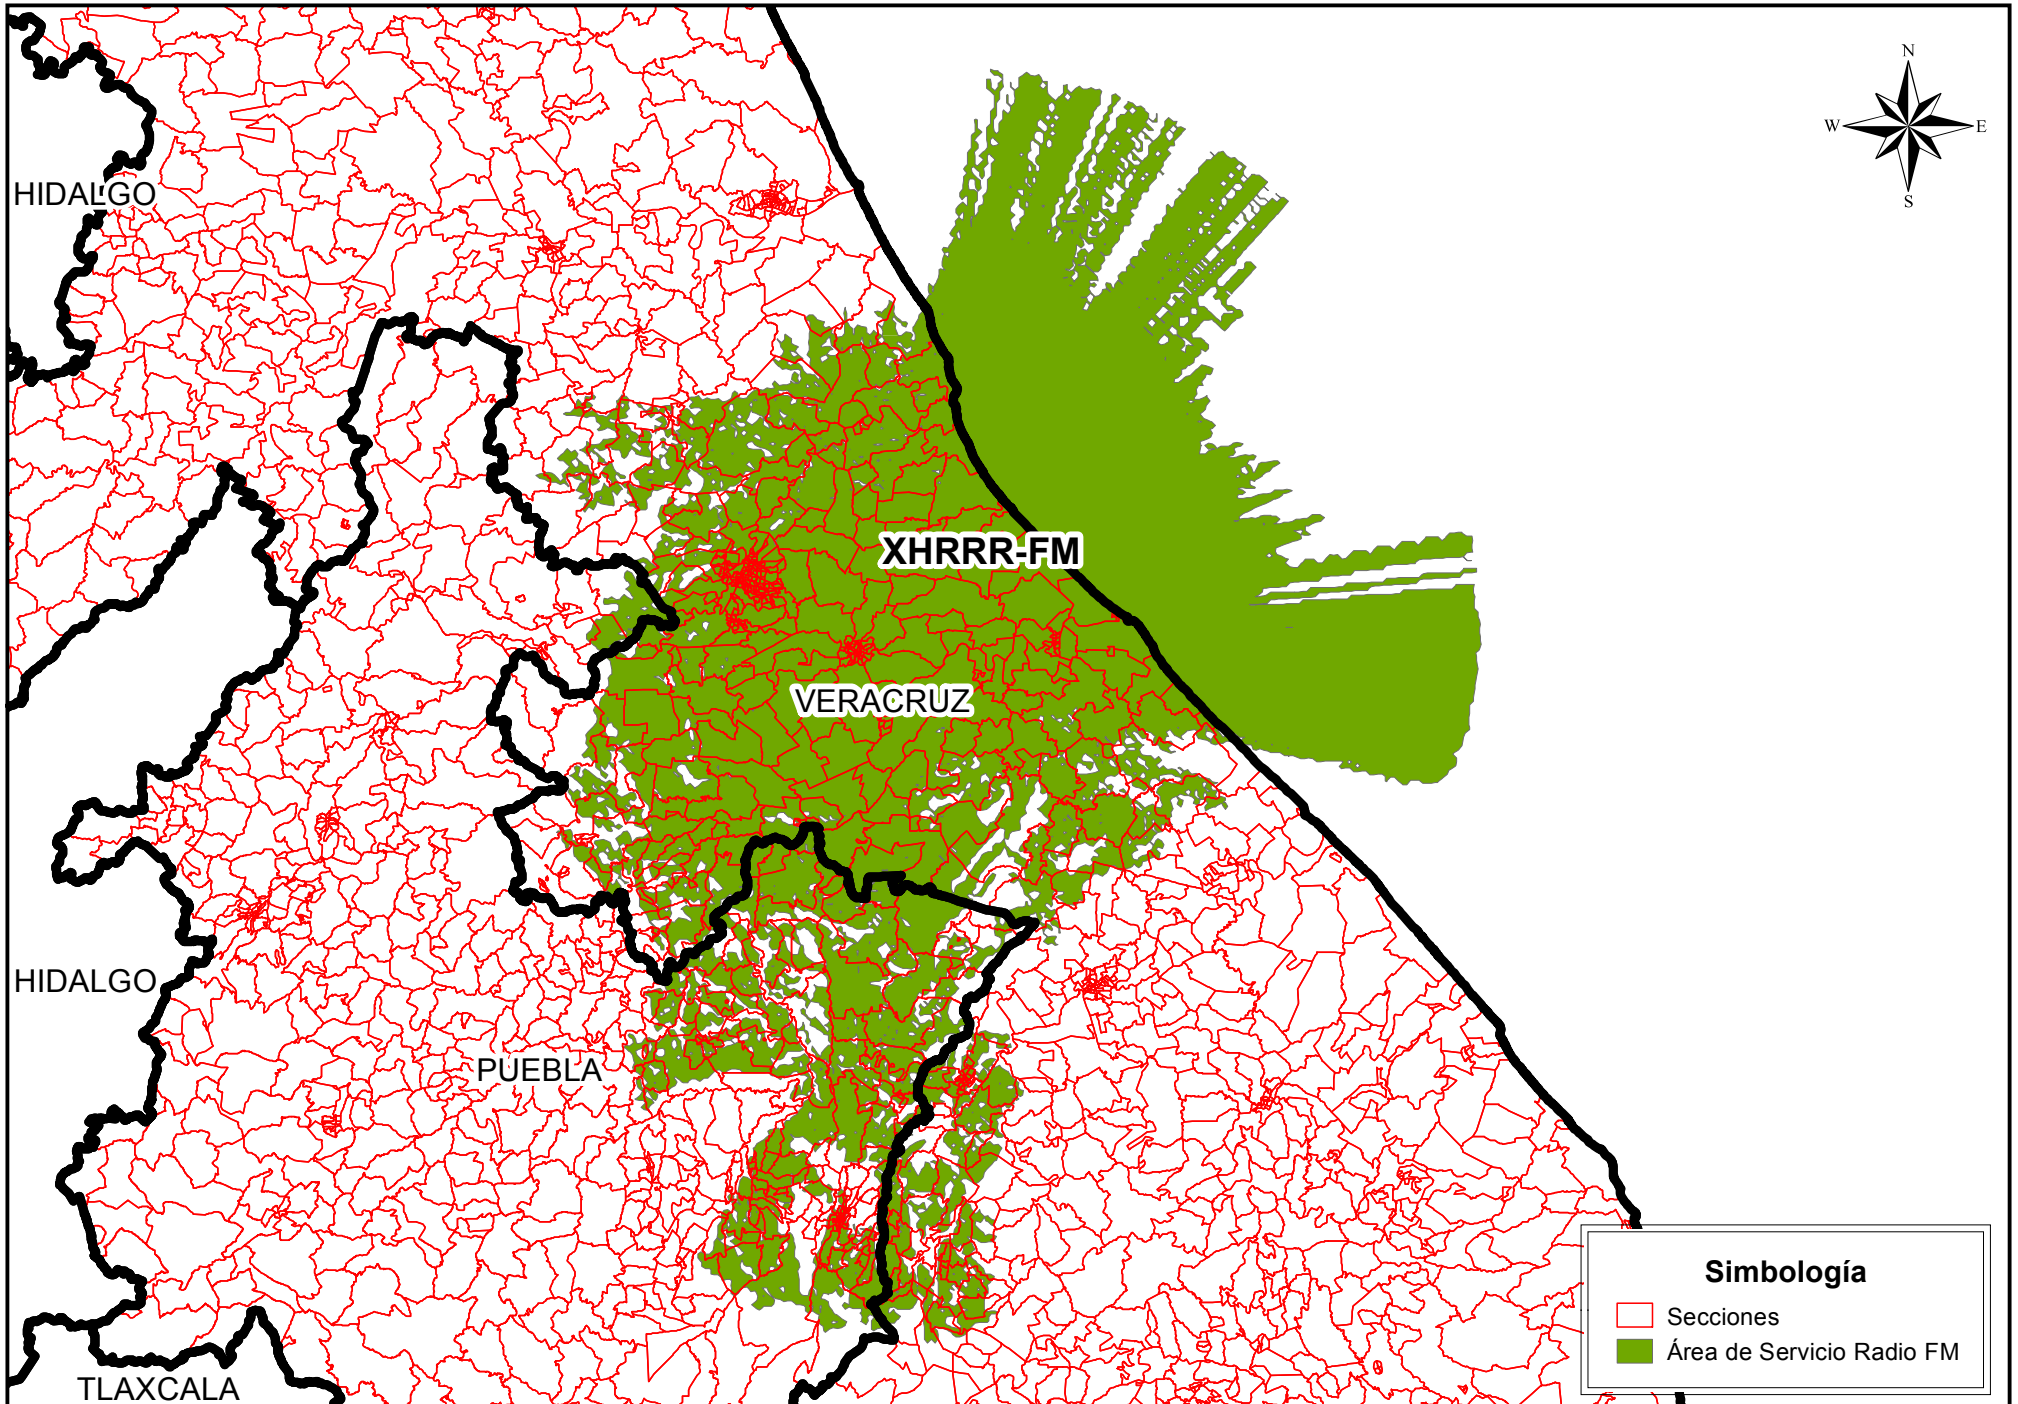 N
W E
S
HIDALGO
XHRRR-FM
VERACRUZ
HIDALGO
PUEBLA
TLAXCALA
Simbología
Secciones
Área de Servicio Radio FM